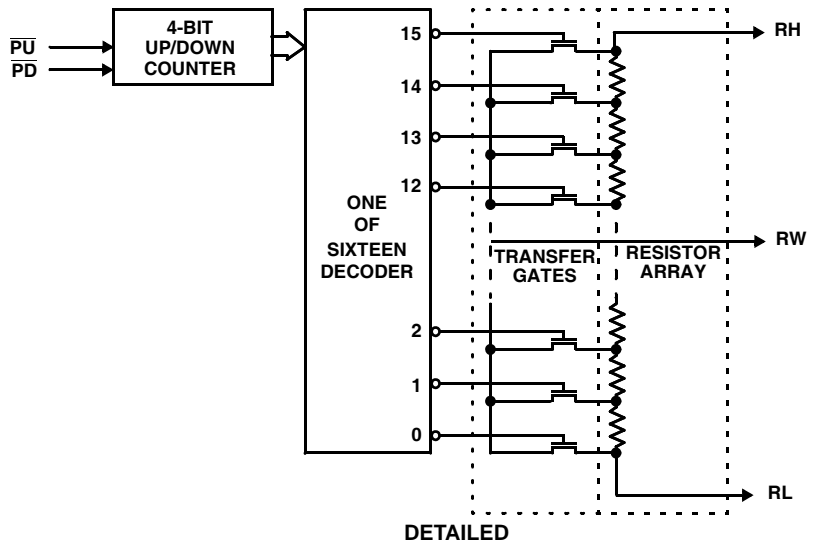 4-BIT
UP/DOWN
COUNTER
PU
PD
ONE
OF
SIXTEEN
DECODER
15
14
13
12
2
1
0
TRANSFER
GATES
RESISTOR
ARRAY
RH
RW
RL
DETAILED